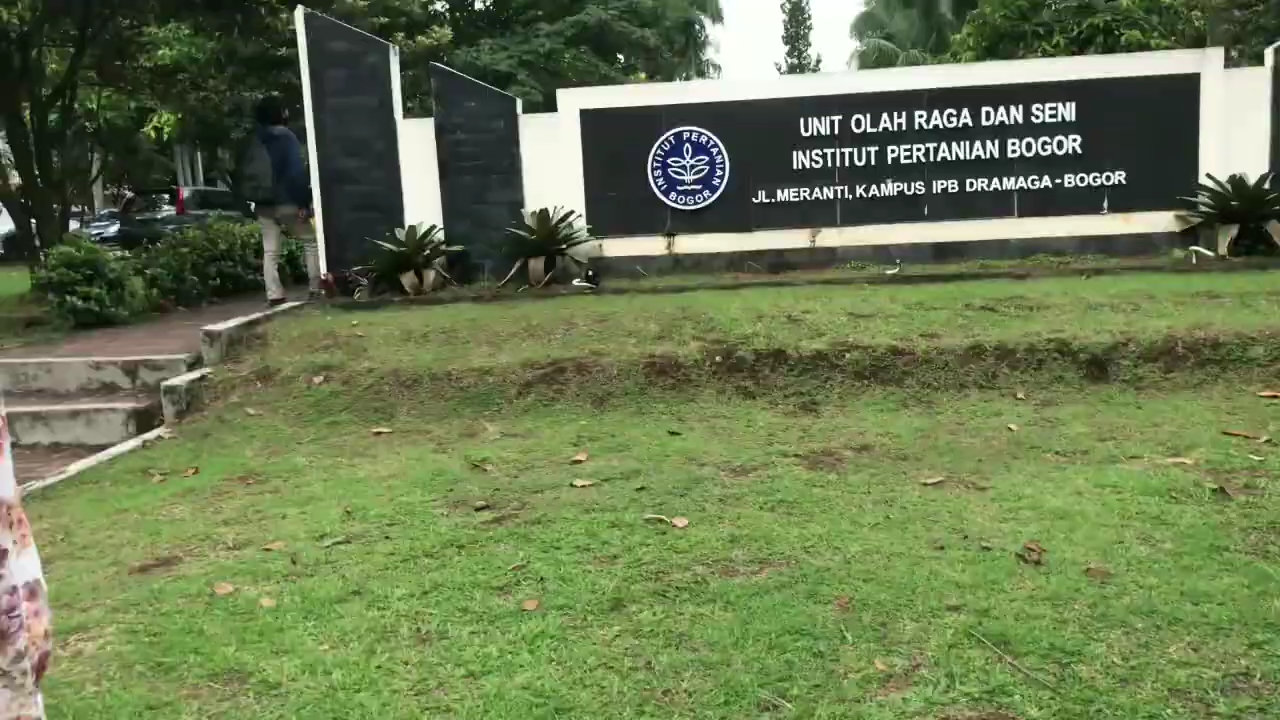 INSTITUT PERTANIAN
BOGOR
UNIT OLAH RAGA DAN SENI
INSTITUT PERTANIAN BOGOR
JL.MERANTI, KAMPUS IPB DRAMAGA-BOGOR